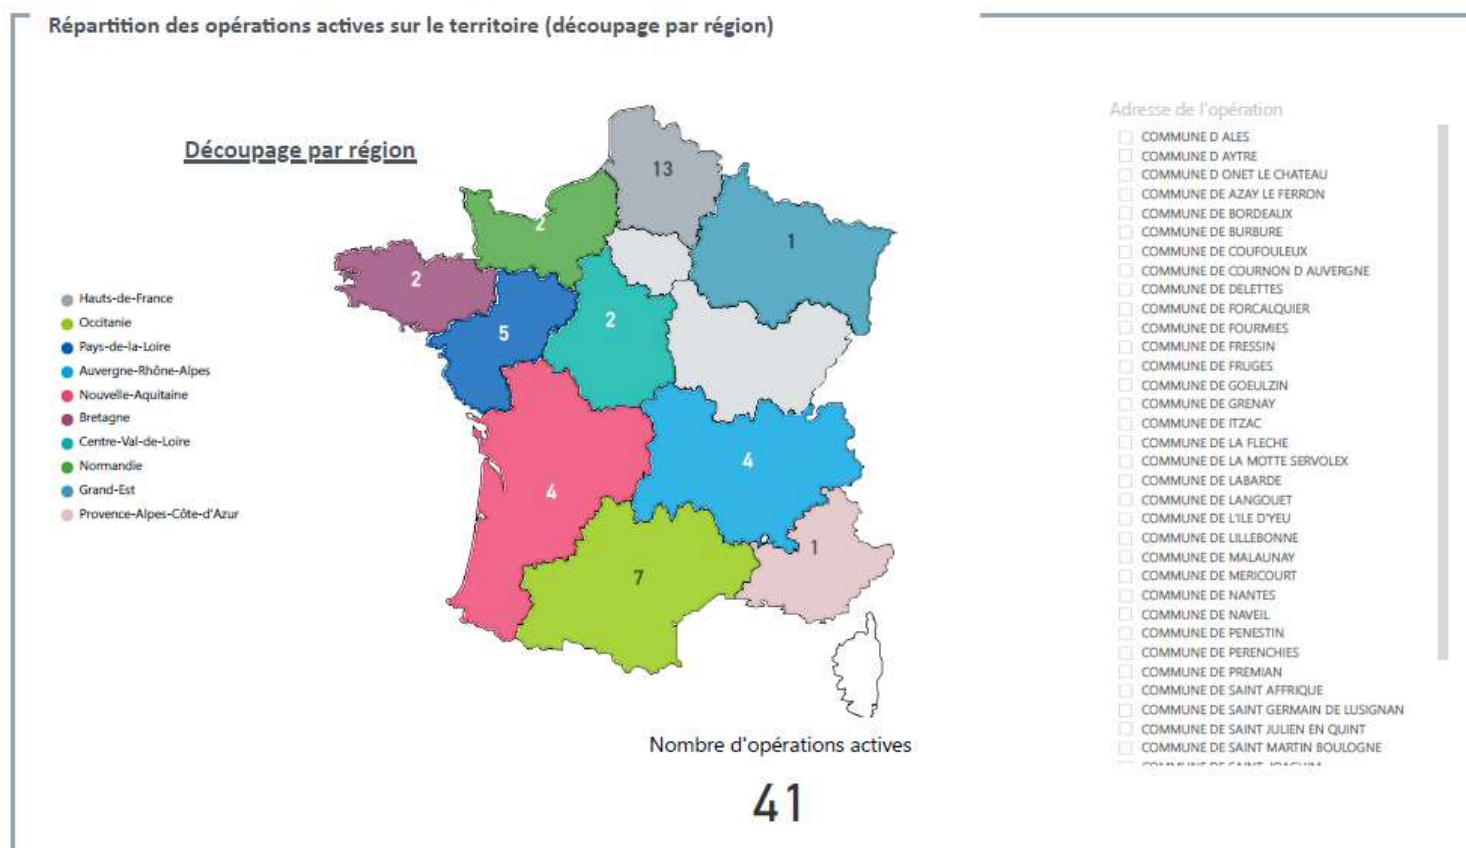 Répartition des opérations actives sur le territoire (découpage par région)
Découpage par région
13
2
1
2
5
2
4
4
7
1
Hauts-de-France
Occitanie
Pays-de-la-Loire
Auvergne-Rhône-Alpes
Nouvelle-Aquitaine
Bretagne
Centre-Val-de-Loire
Normandie
Grand-Est
Provence-Alpes-Côte-d'Azur
Nombre d'opérations actives
41
Adresse de l'opération
COMMUNE D ALES
COMMUNE D AYTRE
COMMUNE D ONET LE CHATEAU
COMMUNE DE AZAY LE FERRON
COMMUNE DE BORDEAUX
COMMUNE DE BURBURE
COMMUNE DE COUFOULEUX
COMMUNE DE COURNON D AUVERGNE
COMMUNE DE DELETTES
COMMUNE DE FORCALQUIER
COMMUNE DE FOURMIES
COMMUNE DE FRESSIN
COMMUNE DE FRUGES
COMMUNE DE GOEULZIN
COMMUNE DE GRENAY
COMMUNE DE ITZAC
COMMUNE DE LA FLECHE
COMMUNE DE LA MOTTE SERVOLEX
COMMUNE DE LABARDE
COMMUNE DE LANGOUET
COMMUNE DE L'ILE D'YEU
COMMUNE DE LILLEBONNE
COMMUNE DE MALAUNAY
COMMUNE DE MERICOURT
COMMUNE DE NANTES
COMMUNE DE NAVEIL
COMMUNE DE PENESTIN
COMMUNE DE PERENCHIES
COMMUNE DE PREMIAN
COMMUNE DE SAINT AFFRIQUE
COMMUNE DE SAINT GERMAIN DE LUSIGNAN
COMMUNE DE SAINT JULIEN EN QUINT
COMMUNE DE SAINT MARTIN BOULOGNE
COMMUNE DE SAINT JOACHIM